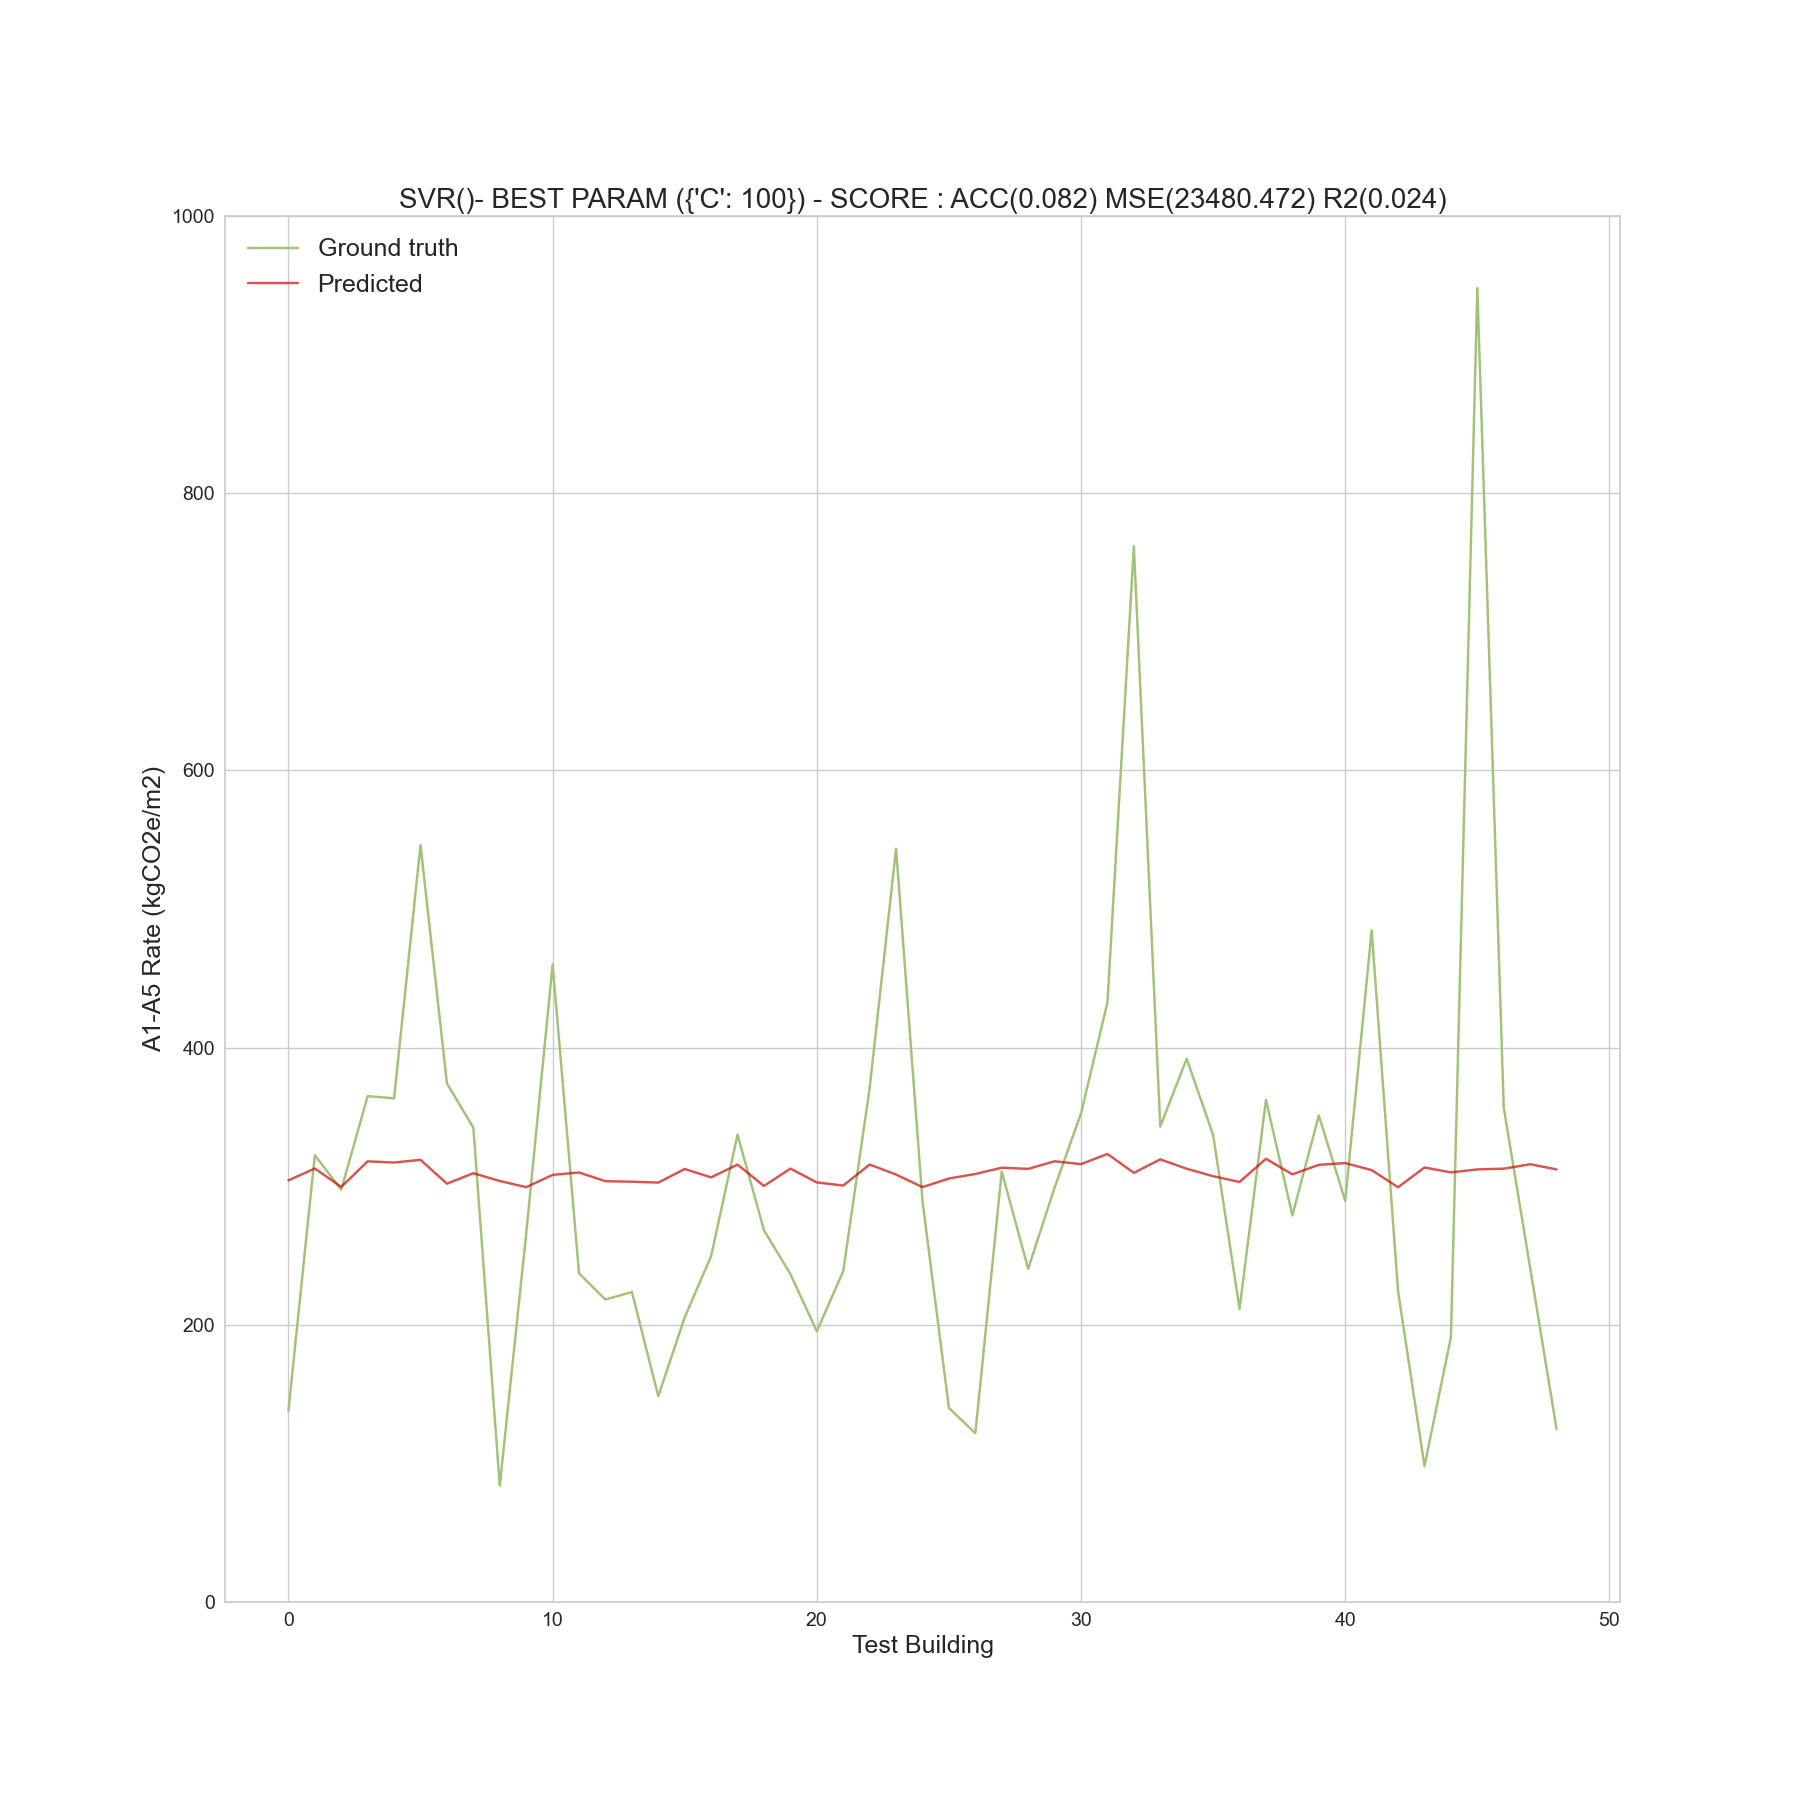 SVR()- BEST PARAM ({'C': 100}) - SCORE : ACC(0.082) MSE(23480.472) R2(0.024)
Ground truth
Predicted
A1-A5 Rate (kgCO2e/m2)
1000
800
600
400
200
0
0 10 20 30 40 50
Test Building